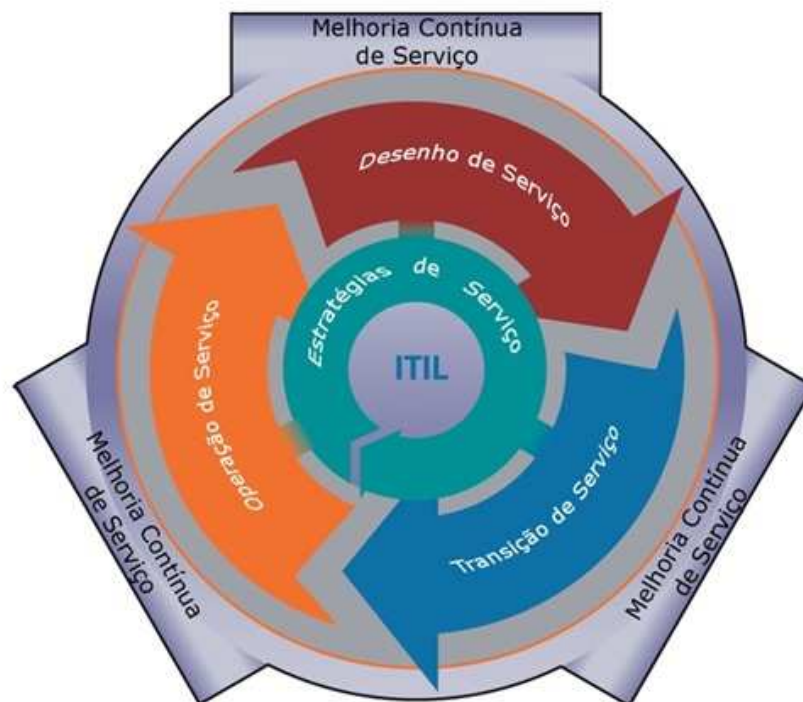 Melhoria Contínua
de Serviço
Desenho de Serviço
Estratégias de Serviço
ITIL
Operação de Serviço
Transição de Serviço
Melhoria Contínua
de Serviço
Melhoria Contínua
de Serviço